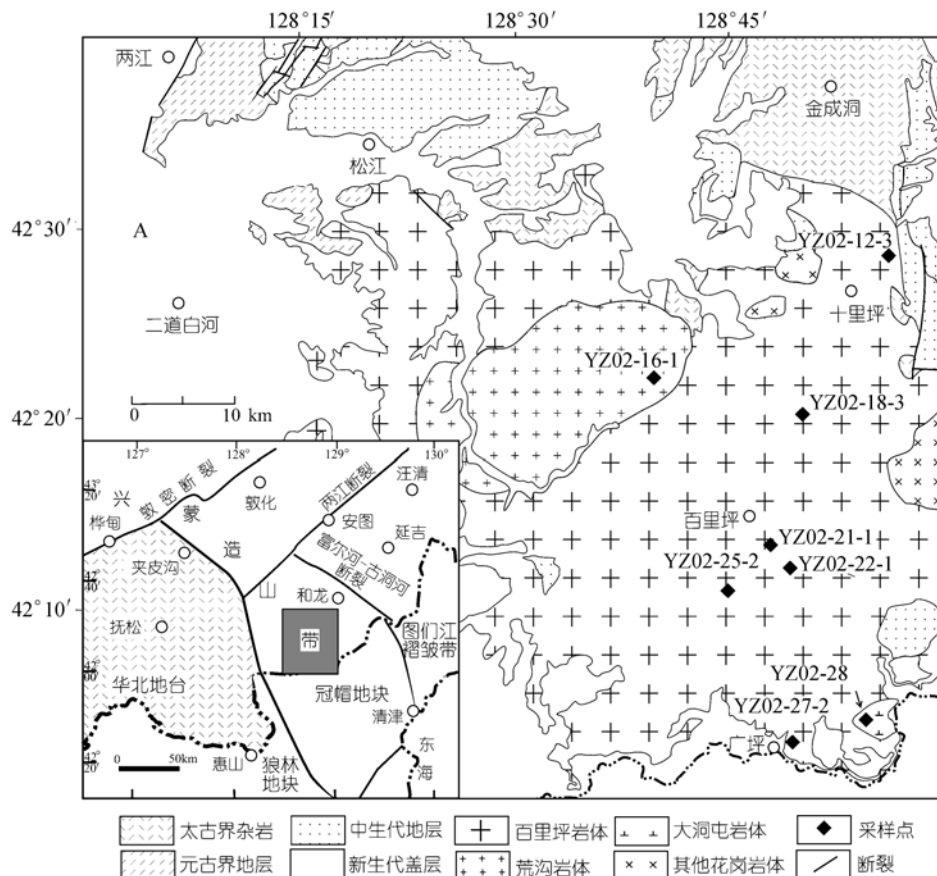 128°15′ 128°30′ 128°45′
两江
金成洞
松江
42°30′ A
YZ02-12-3
二道白河
十里坪
YZ02-16-1
0 10 km
YZ02-18-3
42°20′
127° 128° 129° 130°
汪清
43°20′
兴
敦密断裂
敦化
两江断裂
桦甸
蒙
安图
延吉
百里坪
夹皮沟
造
富尔河-古洞河
断裂
YZ02-21-1
YZ02-25-2
YZ02-22-1
42°40′
42°10′
山
和龙
抚松
带
图们江
褶皱带
42°00′
YZ02-28
华北地台
冠帽地块
YZ02-27-2
清津
广坪
东
海
惠山
狼林
地块
42°20′
0 50km
太古界杂岩 中生代地层 百里坪岩体 大洞屯岩体 采样点
元古界地层 新生代盖层 荒沟岩体 其他花岗岩体 断裂